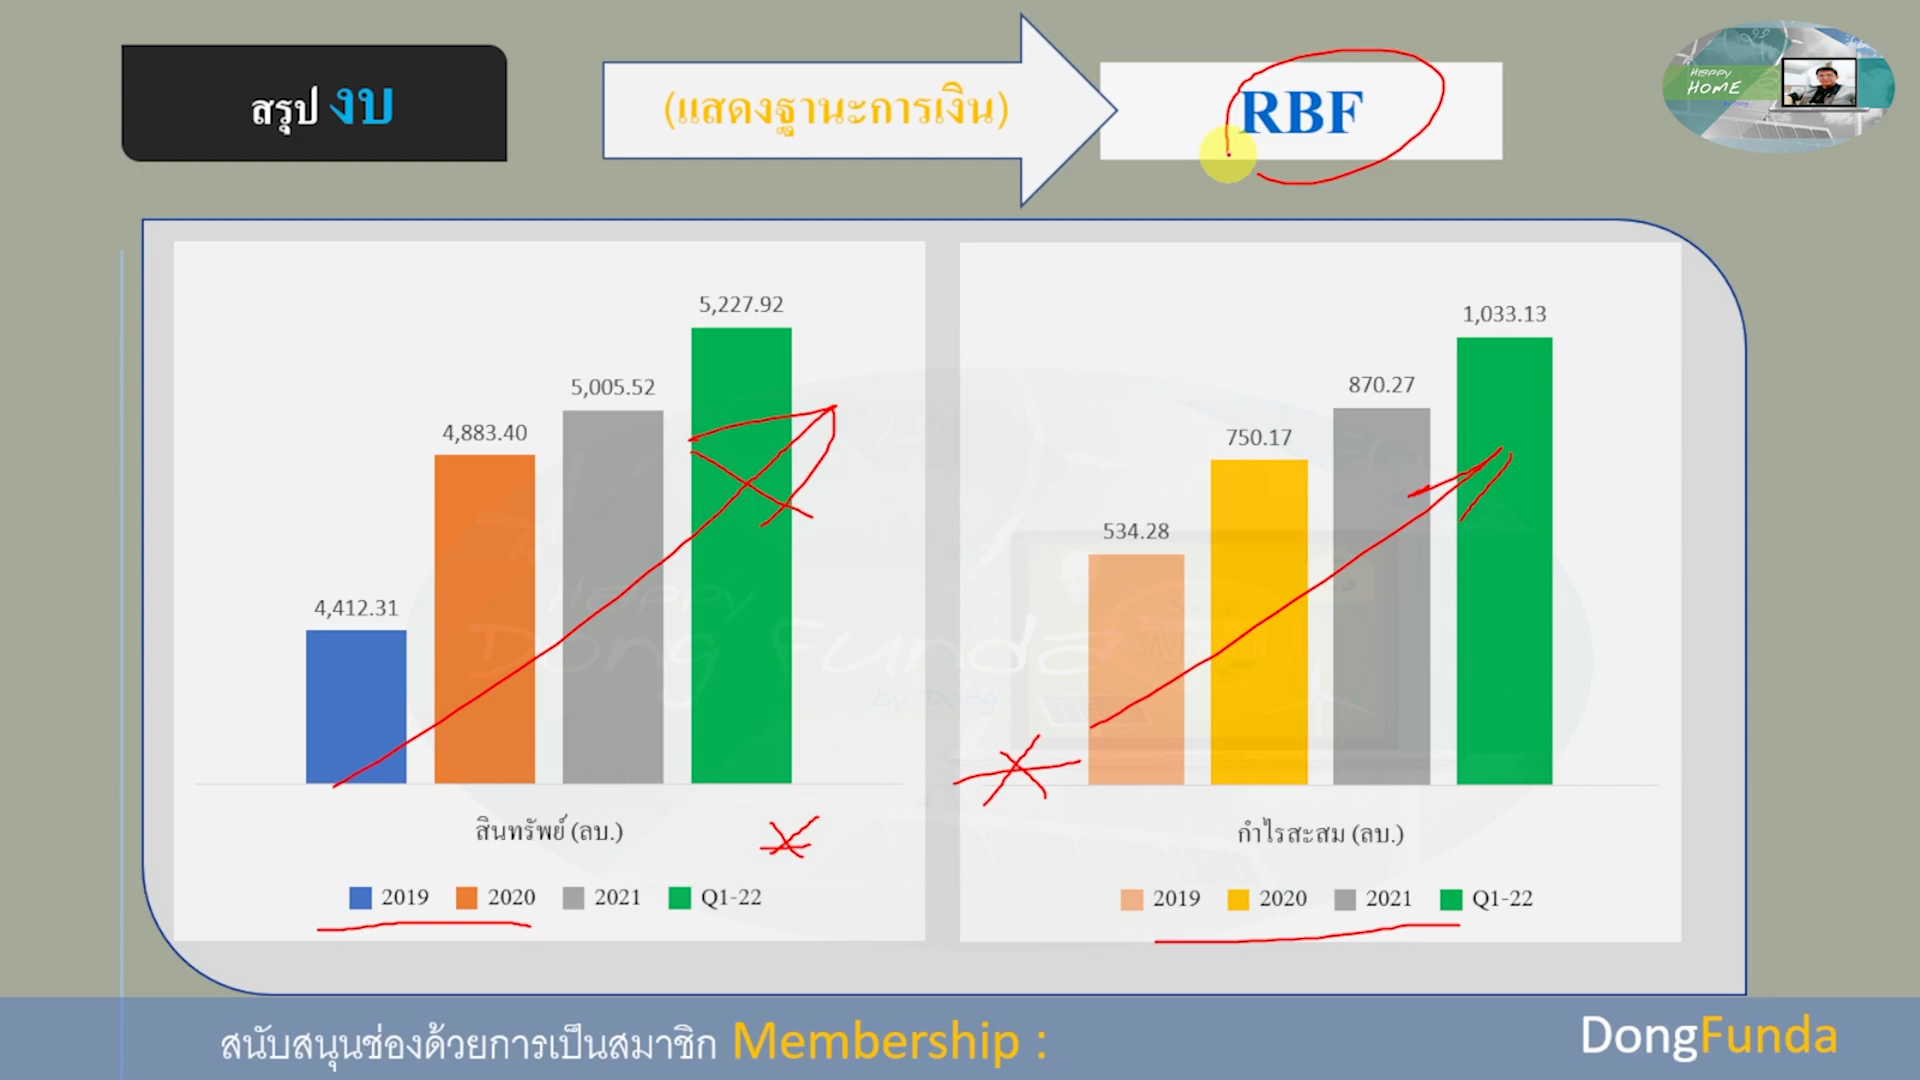 สรุป งบ
(แสดงฐานะการเงิน)
RBF
Happy
HOME
5,227.92
5,005.52
4,883.40
4,412.31
สินทรัพย์ (ลบ.)
2019 2020 2021 Q1-22
1,033.13
870.27
750.17
534.28
กำไรสะสม (ลบ.)
2019 2020 2021 Q1-22
Happy
Dong Funda
by Dong
สนับสนุนช่องด้วยการเป็นสมาชิก Membership :
DongFunda